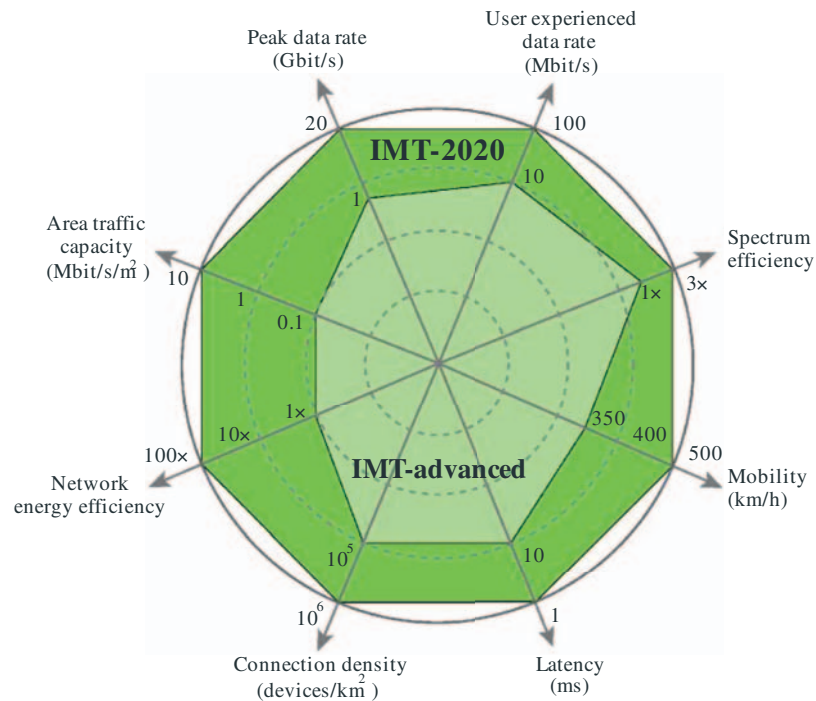 Peak data rate
(Gbit/s)
User experienced
data rate
(Mbit/s)
20
100
IMT-2020
1
10
Area traffic
capacity
(Mbit/s/m²)
Spectrum
efficiency
10
1
0.1
1×
3×
1×
10×
100×
350
400
500
Network
energy efficiency
IMT-advanced
Mobility
(km/h)
10⁵
10
10⁶
1
Connection density
(devices/km²)
Latency
(ms)